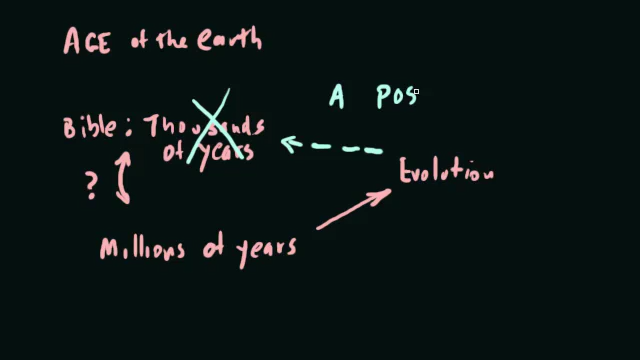 AGE of the Earth
A POS
Bible: Thousands
of years
Evolution
?
Millions of years